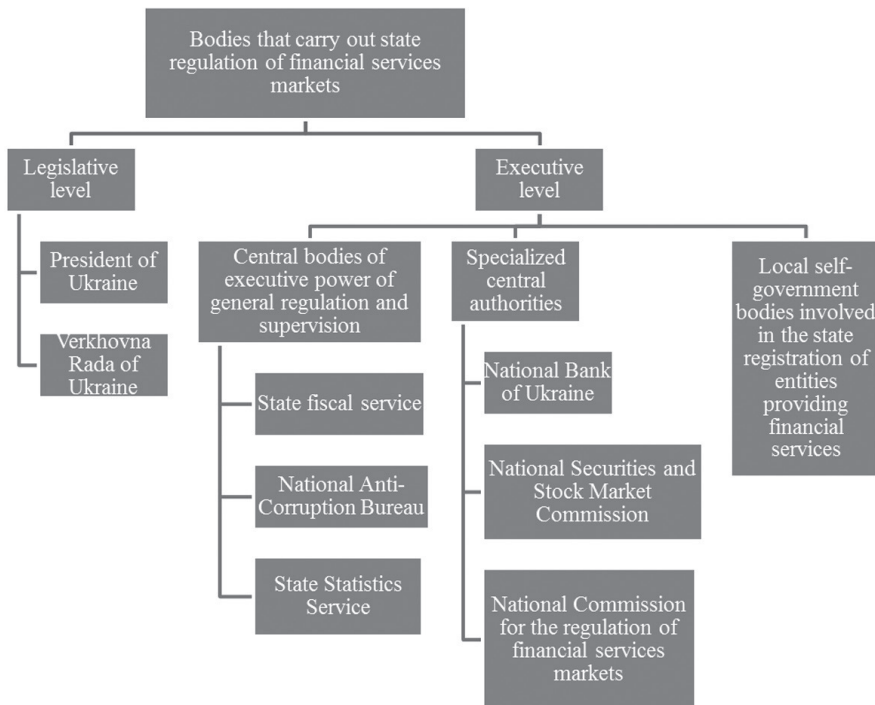 Bodies that carry out state
regulation of financial services
markets
Legislative
level
President of
Ukraine
Verkhovna
Rada of
Ukraine
Executive
level
Central bodies of
executive power of
general regulation and
supervision
State fiscal service
National Anti-
Corruption Bureau
State Statistics
Service
Specialized
central
authorities
National Bank
of Ukraine
National Securities and
Stock Market
Commission
National Commission
for the regulation of
financial services
markets
Local self-
government
bodies involved
in the state
registration of
entities
providing
financial
services